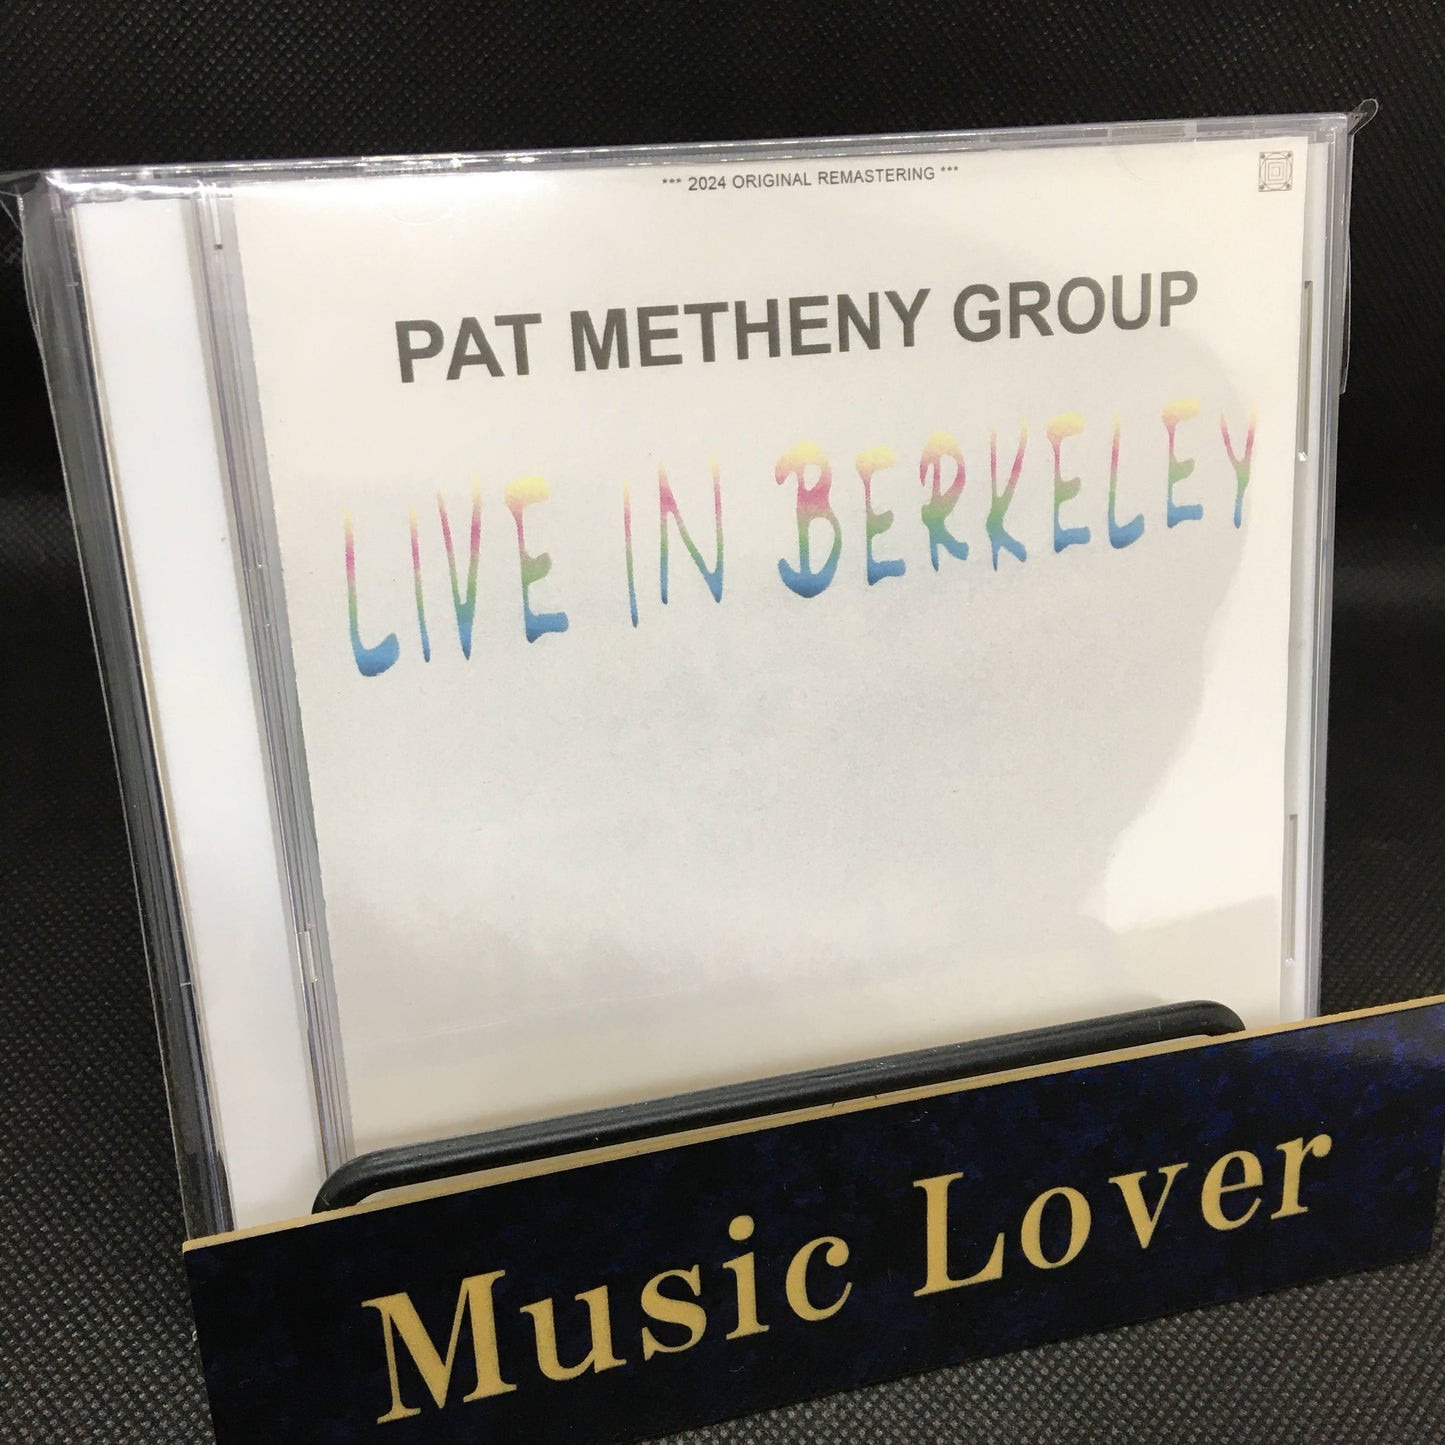 *** 2024 ORIGINAL REMASTERING ***
PAT METHENY GROUP
LIVE IN BERKELEY
Music Lover